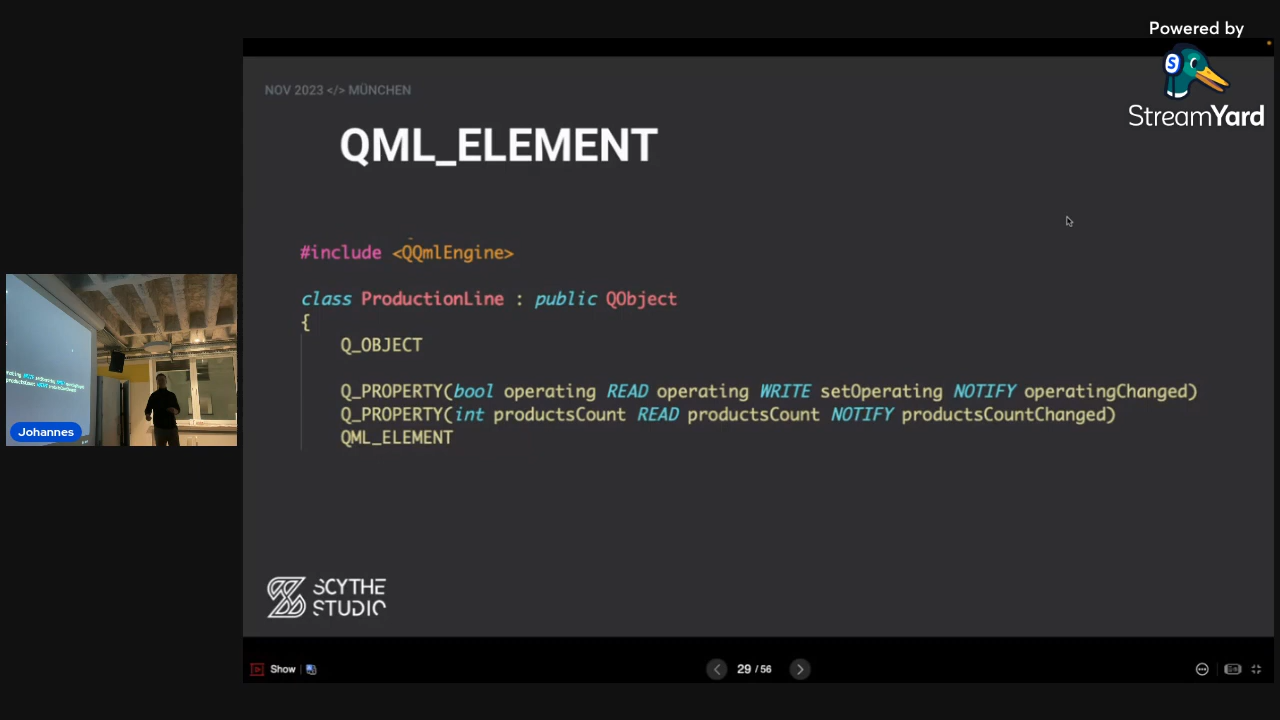 Powered by
StreamYard
NOV 2023 </> MÜNCHEN
QML_ELEMENT
#include <QQmlEngine>
class ProductionLine : public QObject
{
Q_OBJECT
Q_PROPERTY(bool operating READ operating WRITE setOperating NOTIFY operatingChanged)
Q_PROPERTY(int productsCount READ productsCount NOTIFY productsCountChanged)
QML_ELEMENT
Johannes
SCYTHE
STUDIO
Show
29 / 56